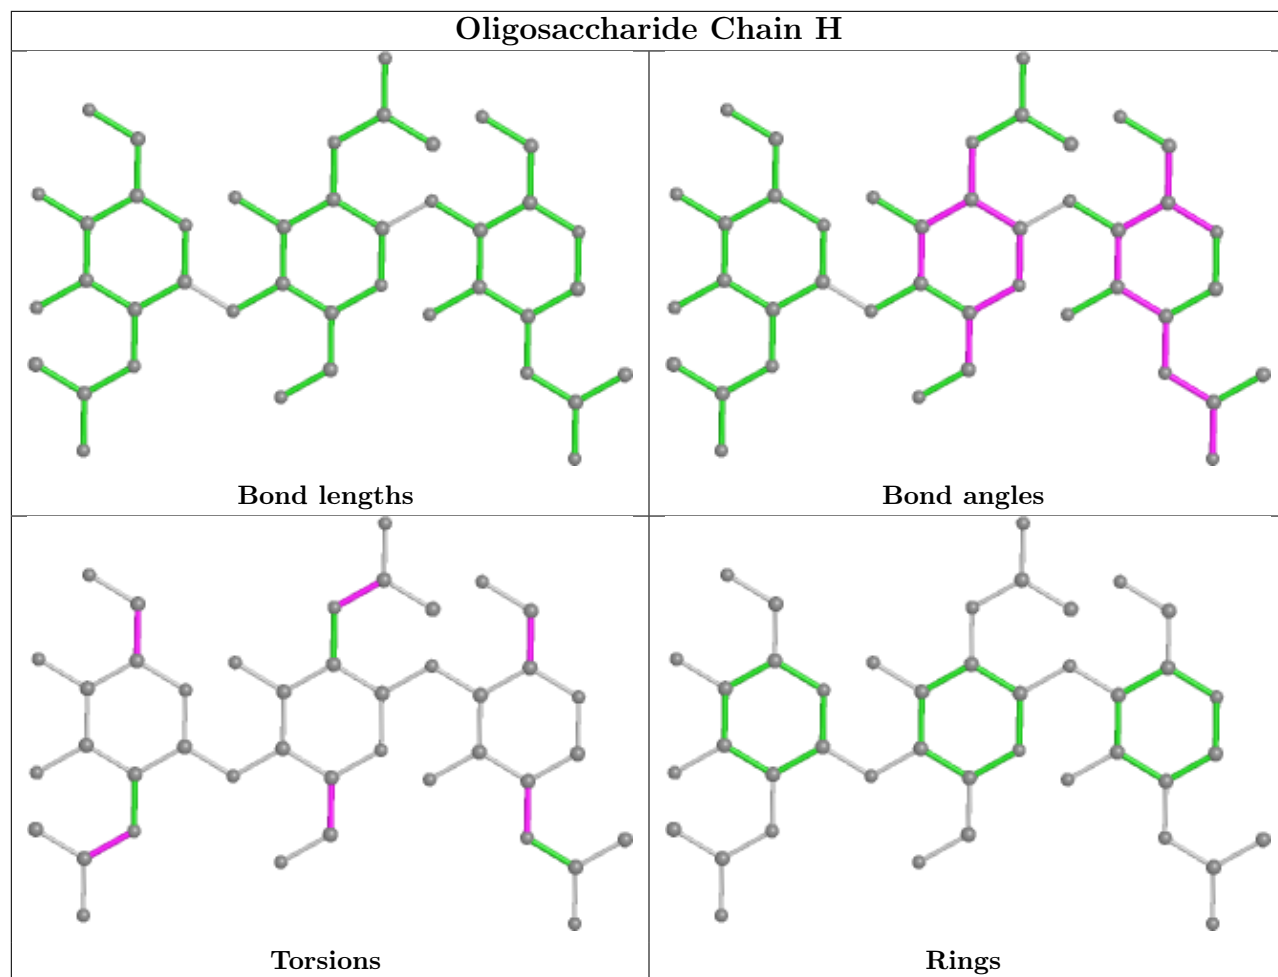 Oligosaccharide Chain H
Bond lengths
Bond angles
Torsions
Rings